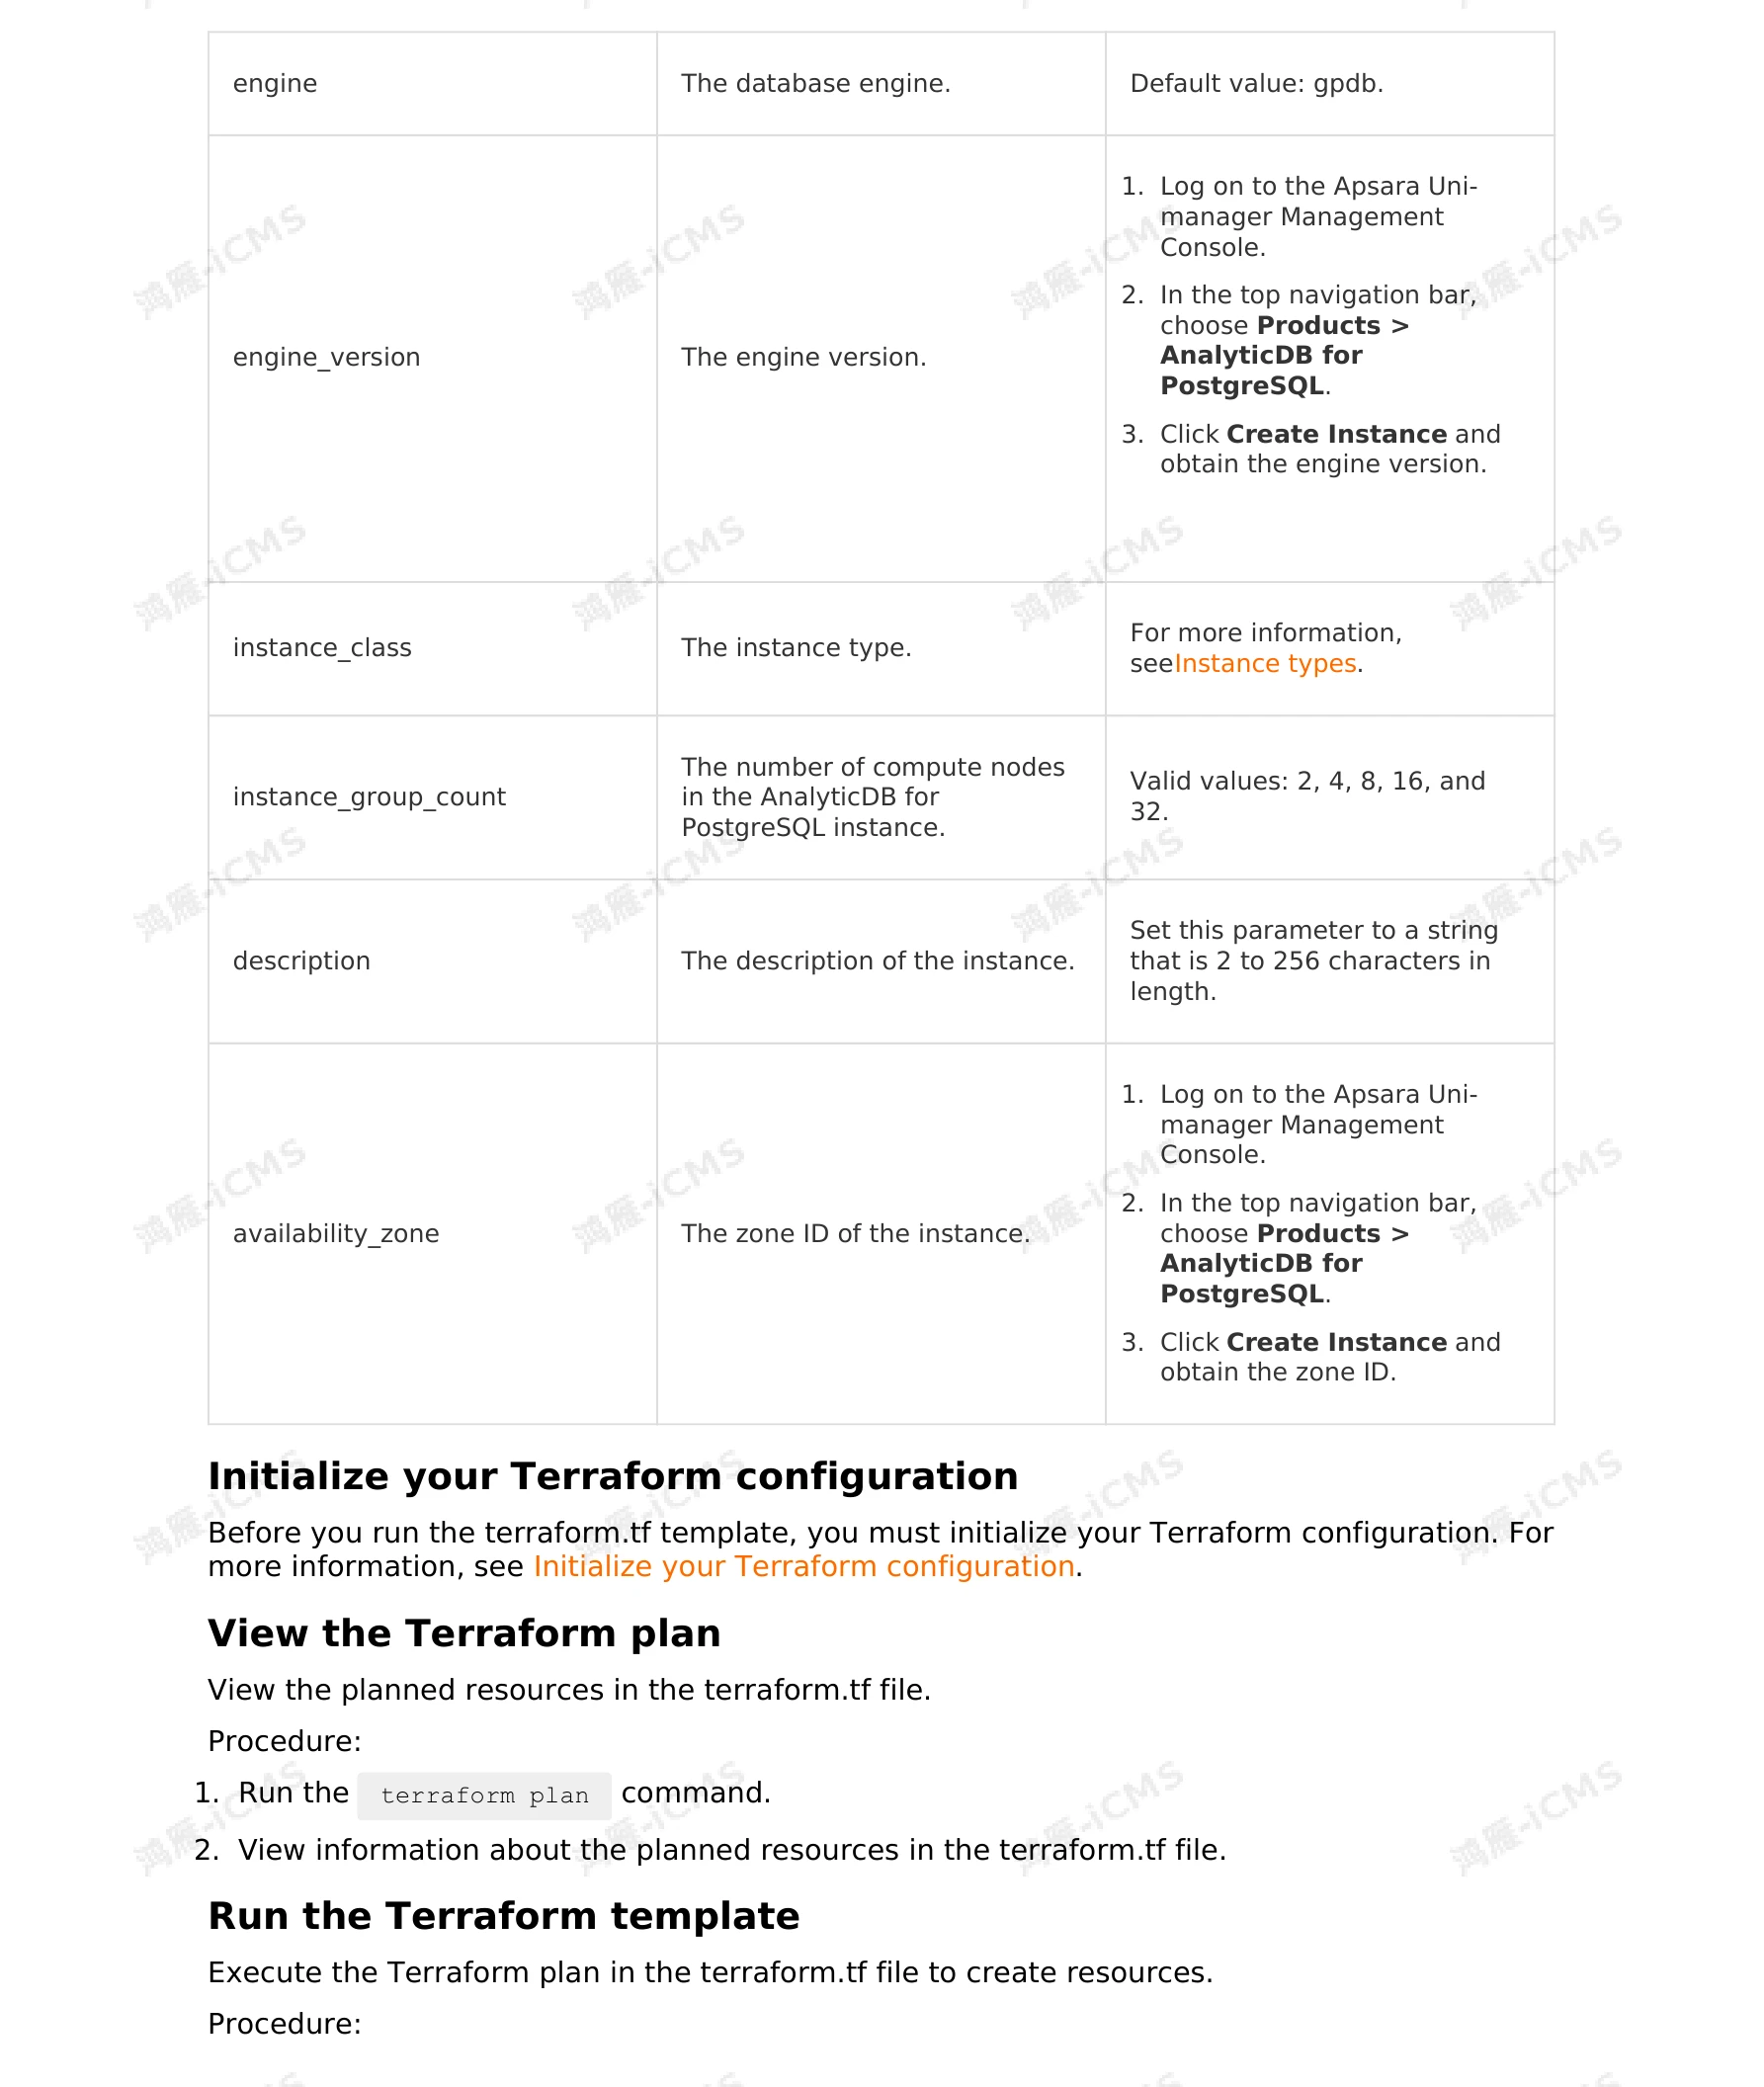 engine
The database engine.
Default value: gpdb.
engine_version
The engine version.
1. Log on to the Apsara Uni-
manager Management
Console.
2. In the top navigation bar,
choose Products >
AnalyticDB for
PostgreSQL.
3. Click Create Instance and
obtain the engine version.
instance_class
The instance type.
For more information,
seeInstance types.
instance_group_count
The number of compute nodes
in the AnalyticDB for
PostgreSQL instance.
Valid values: 2, 4, 8, 16, and
32.
description
The description of the instance.
Set this parameter to a string
that is 2 to 256 characters in
length.
availability_zone
The zone ID of the instance.
1. Log on to the Apsara Uni-
manager Management
Console.
2. In the top navigation bar,
choose Products >
AnalyticDB for
PostgreSQL.
3. Click Create Instance and
obtain the zone ID.
Initialize your Terraform configuration
Before you run the terraform.tf template, you must initialize your Terraform configuration. For
more information, see Initialize your Terraform configuration.
View the Terraform plan
View the planned resources in the terraform.tf file.
Procedure:
1. Run the terraform plan command.
2. View information about the planned resources in the terraform.tf file.
Run the Terraform template
Execute the Terraform plan in the terraform.tf file to create resources.
Procedure:
鸿雁-iCMS